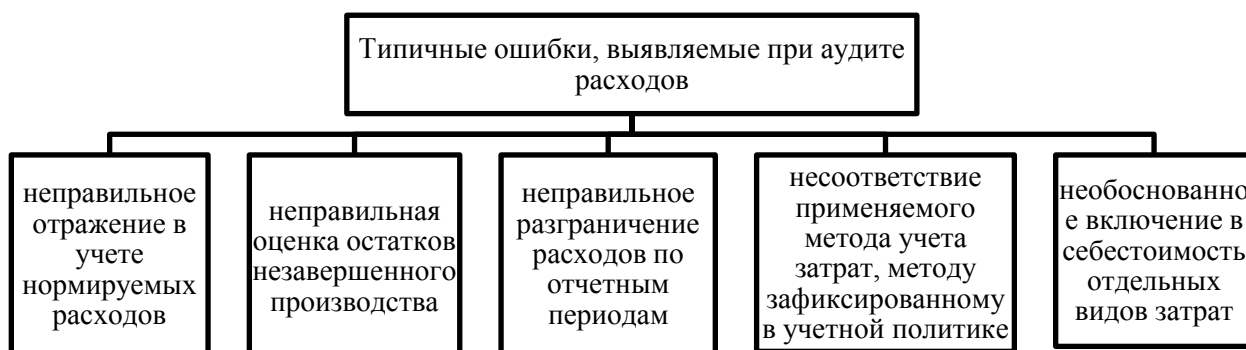 Типичные ошибки, выявляемые при аудите
расходов
неправильное
отражение в
учете
нормируемых
расходов
неправильная
оценка остатков
незавершенного
производства
неправильное
разграничение
расходов по
отчетным
периодам
несоответствие
применяемого
метода учета
затрат, методу
зафиксированному
в учетной политике
необоснованно
е включение в
себестоимость
отдельных
видов затрат